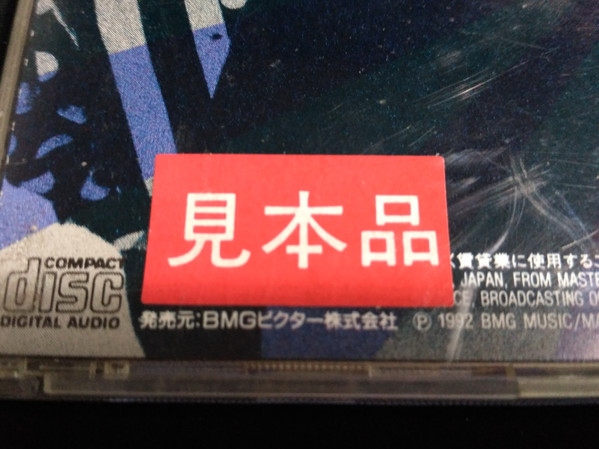 見本品
COMPACT
disc
DIGITAL AUDIO
く賃貸業に使用するこ
JAPAN, FROM MASTE
CE, BROADCASTING O
発売元:BMGビクター株式会社 Ⓟ 1992 BMG MUSIC/MA